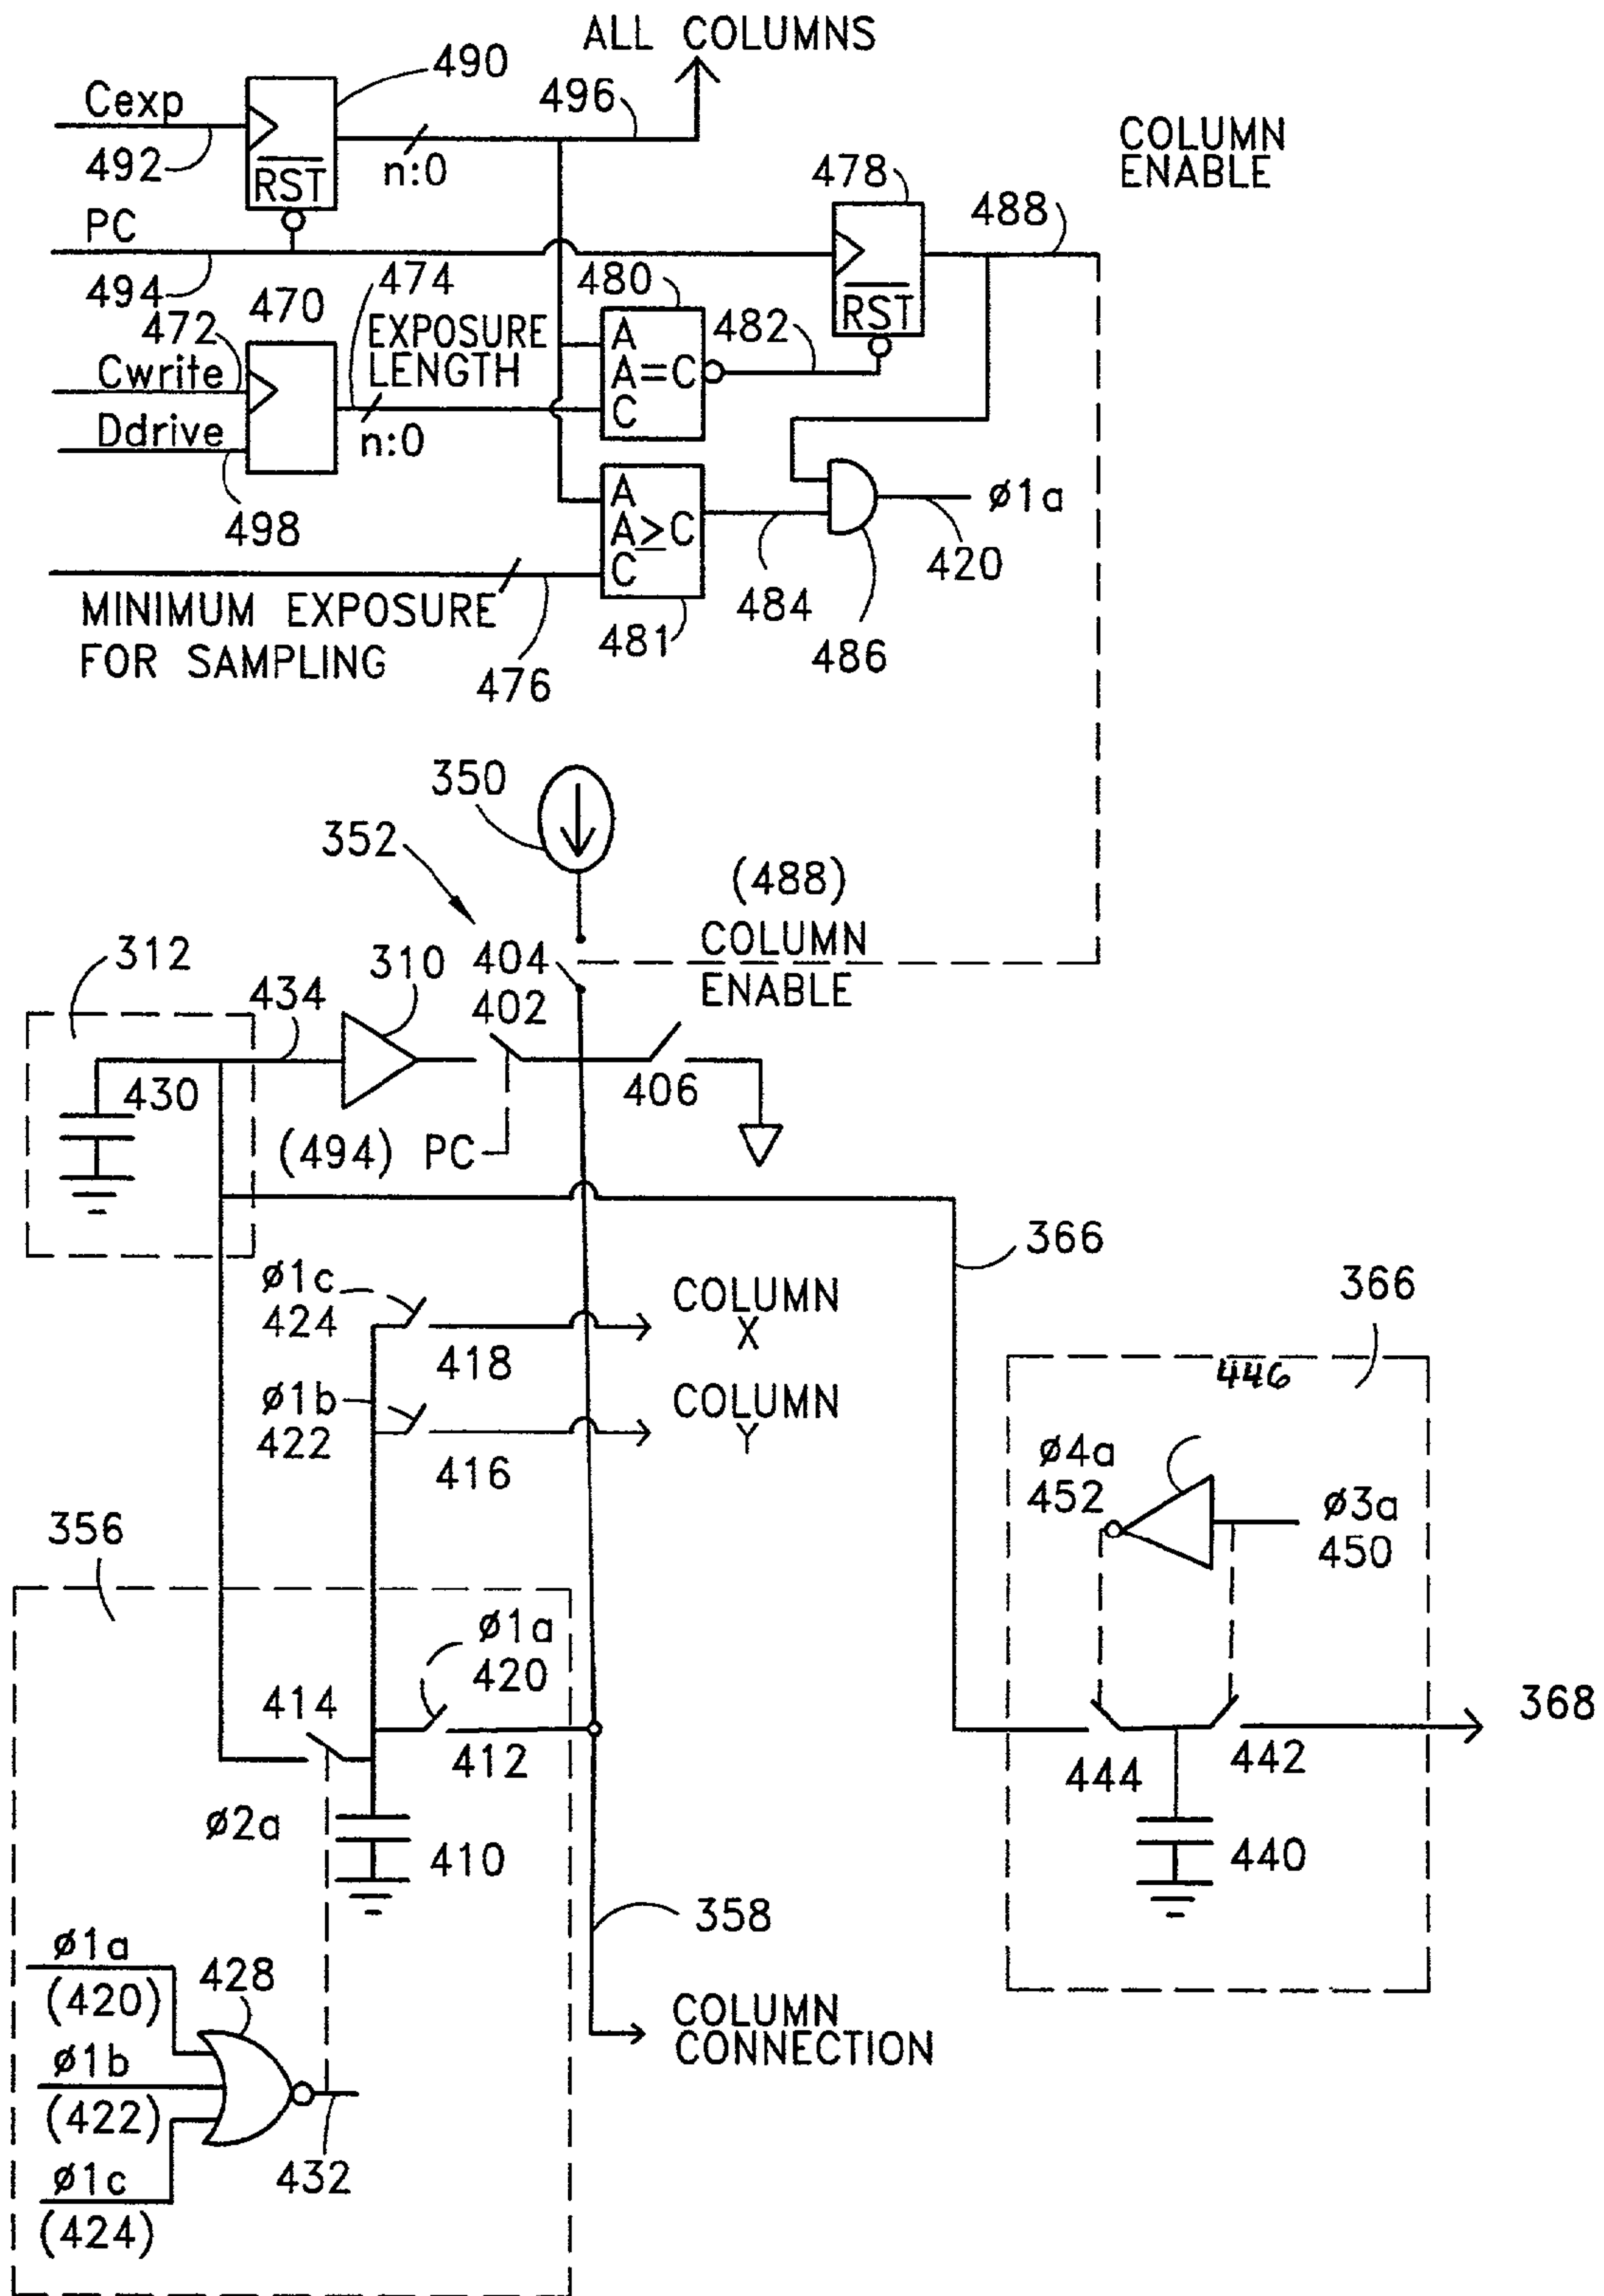 ALL COLUMNS
490
Cexp
496
492
n:0
RST
COLUMN
ENABLE
478
488
PC
494
470
474
480
RST
472
EXPOSURE
LENGTH
482
Cwrite
A
A=C
C
Ddrive
n:0
498
A
A≥C
C
ø1a
420
MINIMUM EXPOSURE
FOR SAMPLING
476
481
484
486
350
352
(488)
COLUMN
ENABLE
312
434
310
404
402
430
406
(494) PC
366
ø1c
424
418
COLUMN
X
366
446
ø1b
422
416
COLUMN
Y
ø4a
452
ø3a
450
356
ø1a
420
414
412
368
444
442
ø2a
410
440
358
ø1a
(420)
428
ø1b
(422)
COLUMN
CONNECTION
ø1c
(424)
432